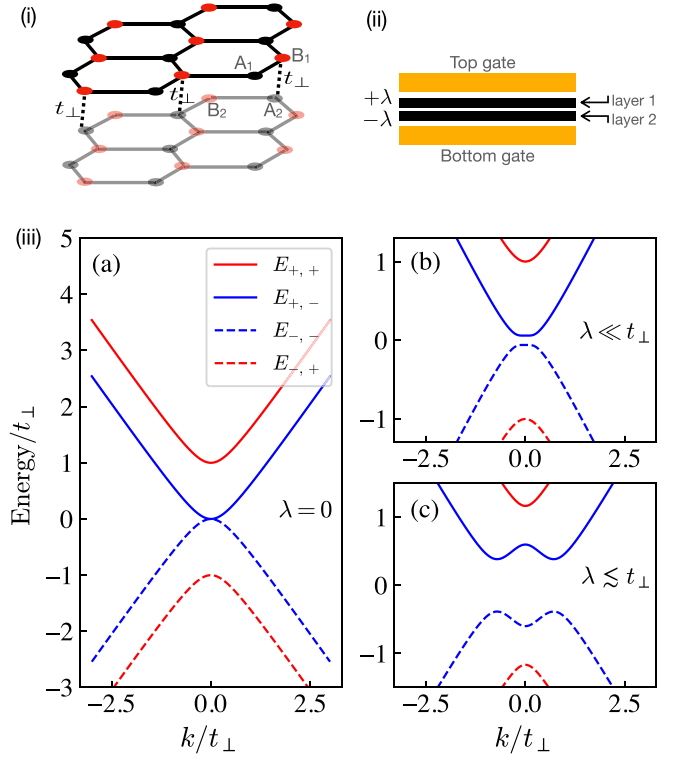 (i)
A₁
B₁
t⊥
t⊥
t⊥
B₂
A₂
(ii)
Top gate
+λ
−λ
layer 1
layer 2
Bottom gate
(iii)
(a)
E₊,₊
E₊,₋
E₋,₋
E₋,₊
λ = 0
5
4
3
2
1
0
−1
−2
−3
Energy/t⊥
−2.5
0.0
2.5
k/t⊥
(b)
λ ≪ t⊥
1
0
−1
−2.5
0.0
2.5
(c)
λ ≲ t⊥
1
0
−1
−2.5
0.0
2.5
k/t⊥